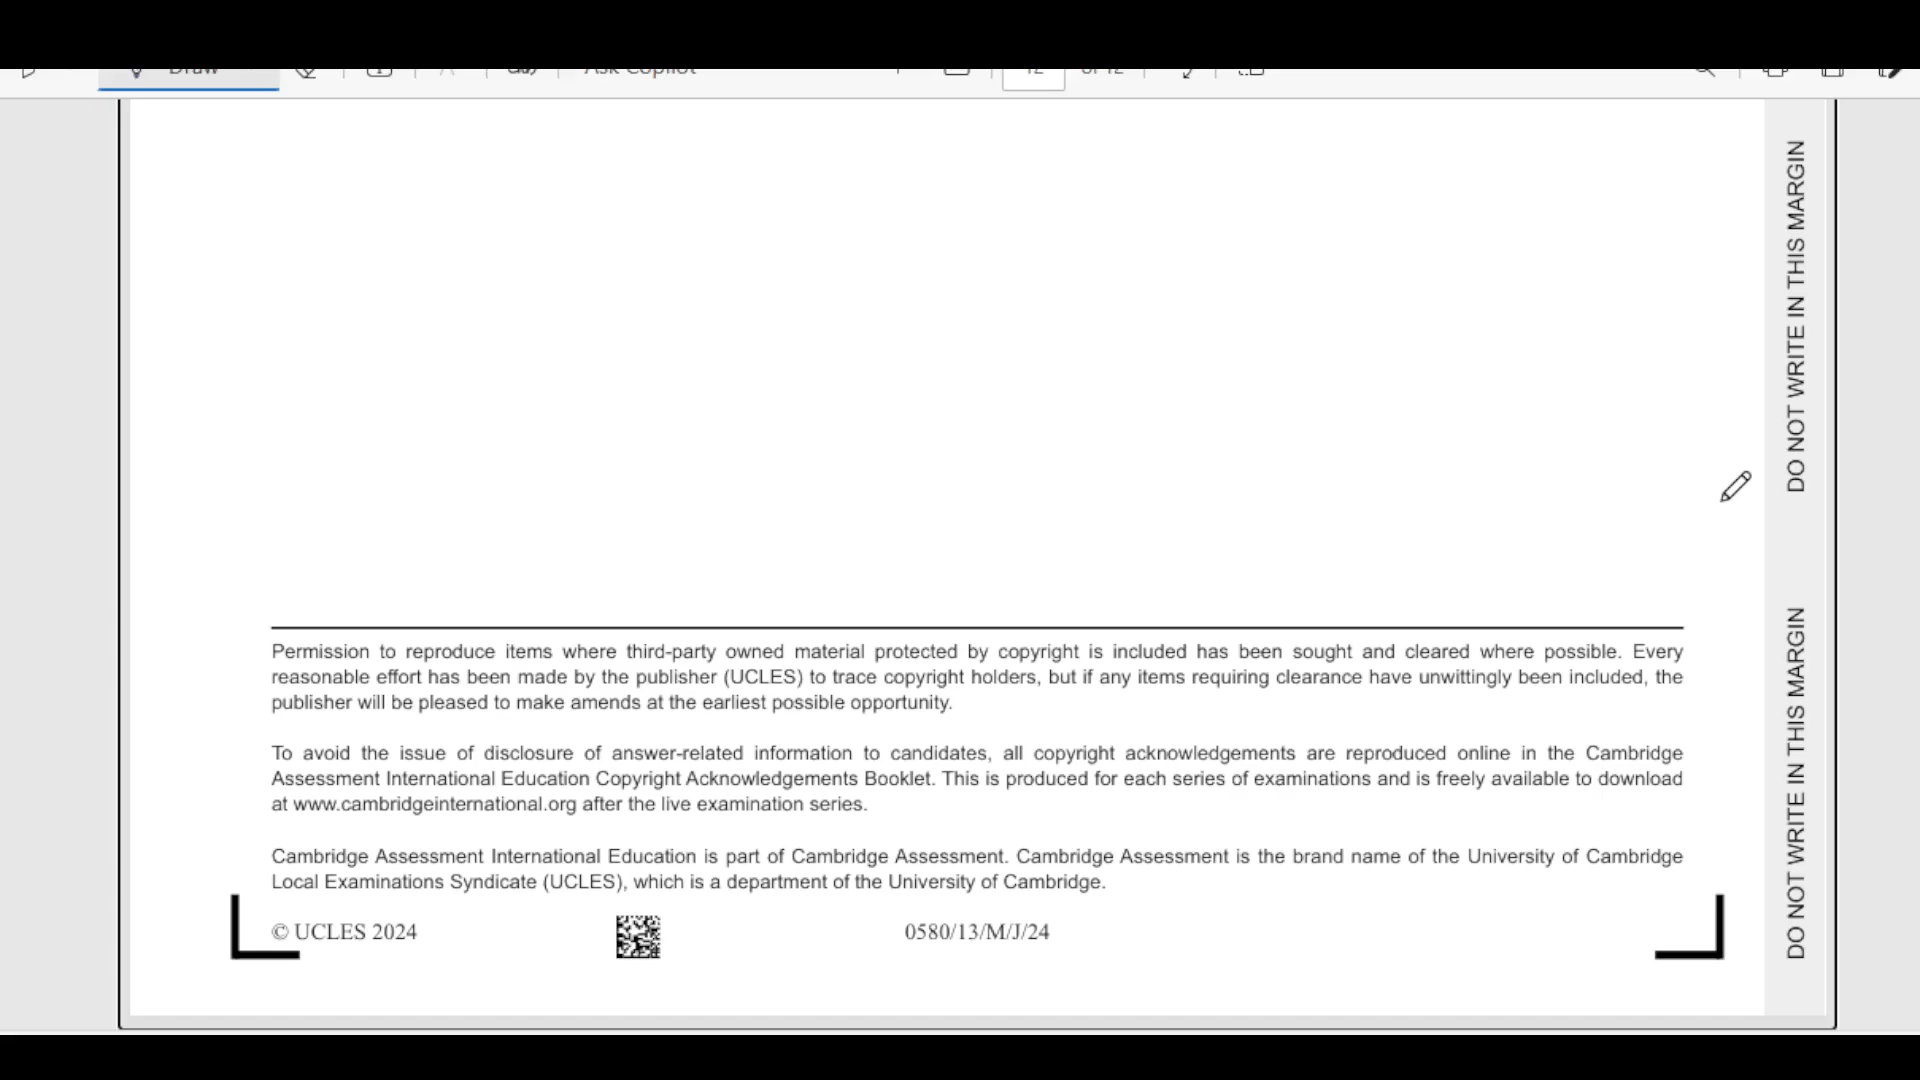 Draw
Ask Copilot
12
of 12
DO NOT WRITE IN THIS MARGIN
DO NOT WRITE IN THIS MARGIN
Permission to reproduce items where third-party owned material protected by copyright is included has been sought and cleared where possible. Every
reasonable effort has been made by the publisher (UCLES) to trace copyright holders, but if any items requiring clearance have unwittingly been included, the
publisher will be pleased to make amends at the earliest possible opportunity.
To avoid the issue of disclosure of answer-related information to candidates, all copyright acknowledgements are reproduced online in the Cambridge
Assessment International Education Copyright Acknowledgements Booklet. This is produced for each series of examinations and is freely available to download
at www.cambridgeinternational.org after the live examination series.
Cambridge Assessment International Education is part of Cambridge Assessment. Cambridge Assessment is the brand name of the University of Cambridge
Local Examinations Syndicate (UCLES), which is a department of the University of Cambridge.
© UCLES 2024
0580/13/M/J/24